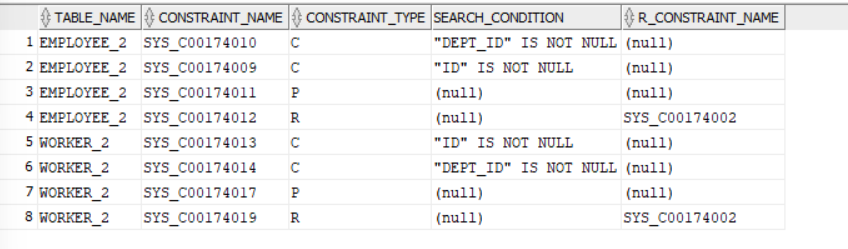 TABLE_NAME CONSTRAINT_NAME CONSTRAINT_TYPE SEARCH_CONDITION R_CONSTRAINT_NAME
1 EMPLOYEE_2 SYS_C00174010 C "DEPT_ID" IS NOT NULL (null)
2 EMPLOYEE_2 SYS_C00174009 C "ID" IS NOT NULL (null)
3 EMPLOYEE_2 SYS_C00174011 P (null) (null)
4 EMPLOYEE_2 SYS_C00174012 R (null) SYS_C00174002
5 WORKER_2 SYS_C00174013 C "ID" IS NOT NULL (null)
6 WORKER_2 SYS_C00174014 C "DEPT_ID" IS NOT NULL (null)
7 WORKER_2 SYS_C00174017 P (null) (null)
8 WORKER_2 SYS_C00174019 R (null) SYS_C00174002